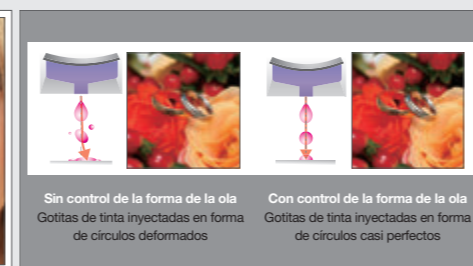 Sin control de la forma de la ola
Gotitas de tinta inyectadas en forma
de círculos deformados
Con control de la forma de la ola
Gotitas de tinta inyectadas en forma
de círculos casi perfectos